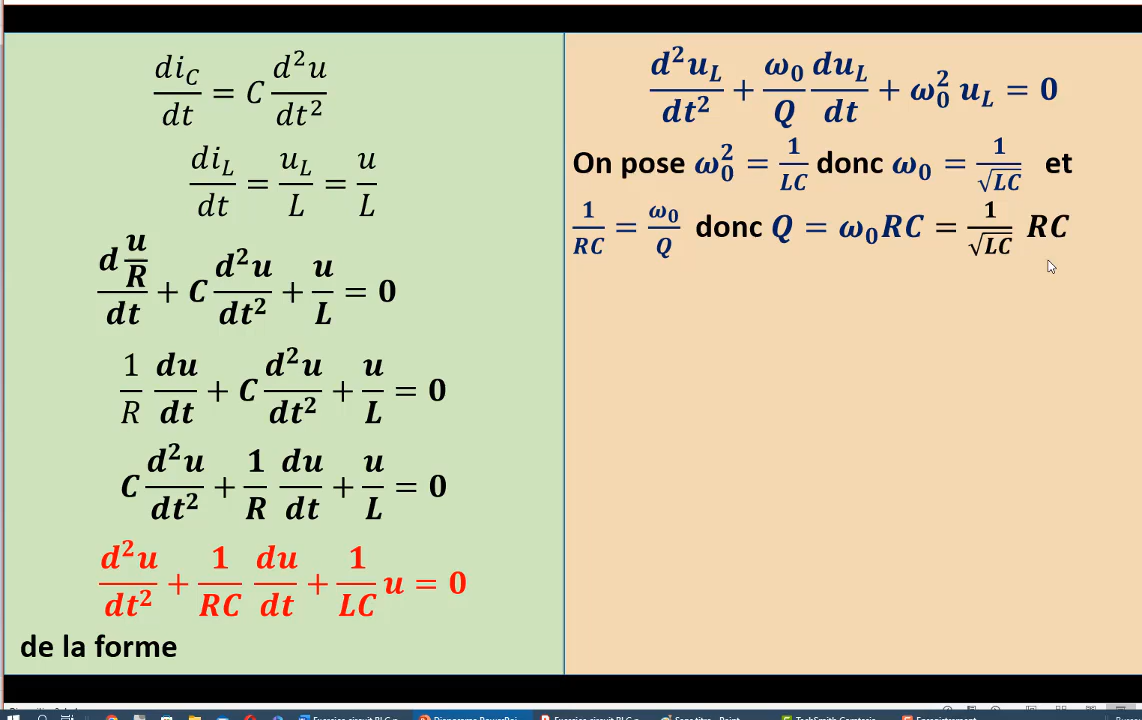 di_C/dt = C d²u/dt²
di_L/dt = u_L/L = u/L
d(u/R)/dt + C d²u/dt² + u/L = 0
1/R du/dt + C d²u/dt² + u/L = 0
C d²u/dt² + 1/R du/dt + u/L = 0
d²u/dt² + 1/RC du/dt + 1/LC u = 0
de la forme
d²u_L/dt² + ω₀/Q du_L/dt + ω₀² u_L = 0
On pose ω₀² = 1/LC donc ω₀ = 1/√LC et
1/RC = ω₀/Q donc Q = ω₀RC = 1/√LC RC